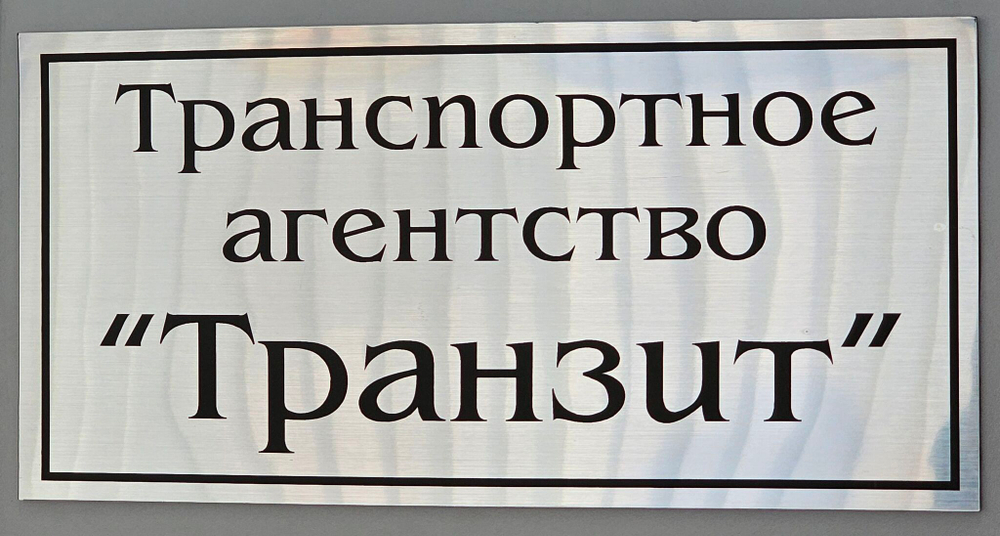 Транспортное
агентство
“Транзит”